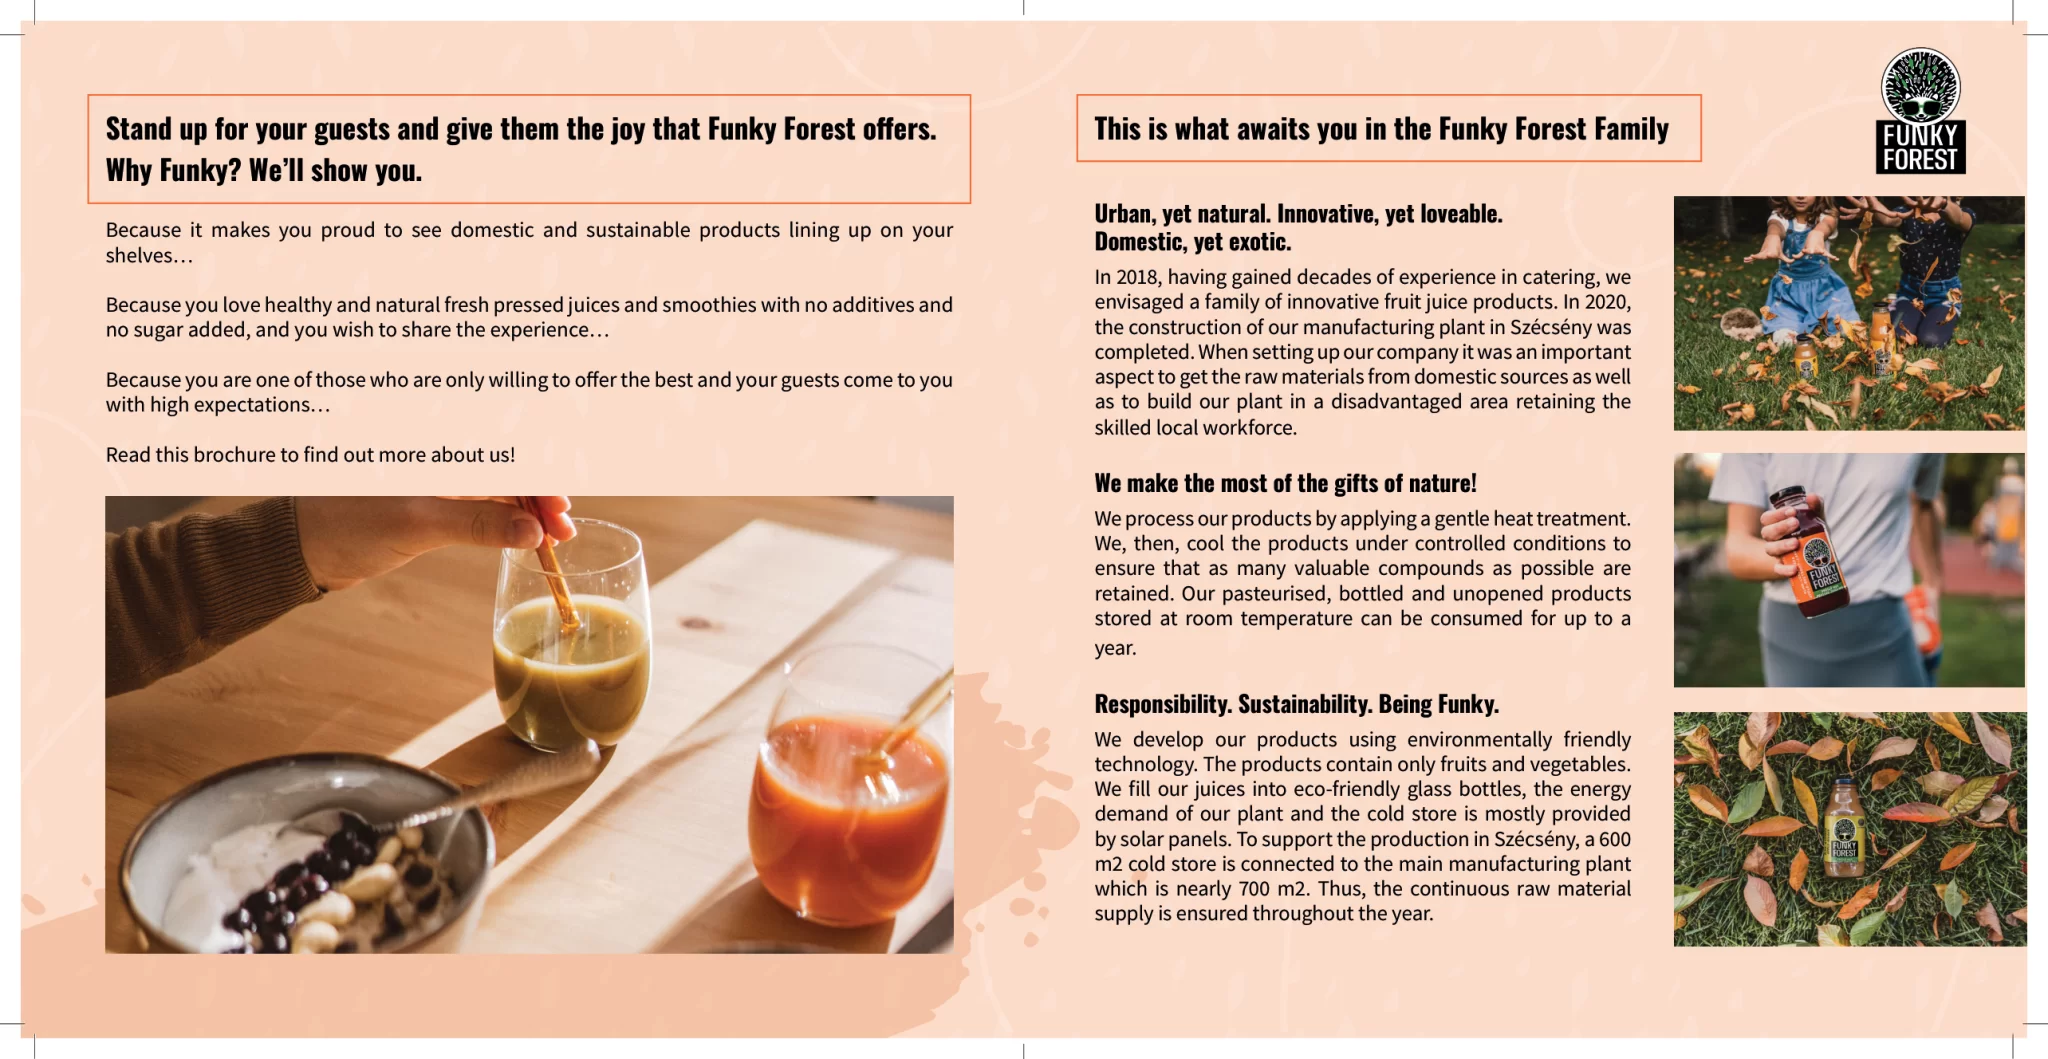 Stand up for your guests and give them the joy that Funky Forest offers.
Why Funky? We’ll show you.
Because it makes you proud to see domestic and sustainable products lining up on your
shelves…
Because you love healthy and natural fresh pressed juices and smoothies with no additives and
no sugar added, and you wish to share the experience…
Because you are one of those who are only willing to offer the best and your guests come to you
with high expectations…
Read this brochure to find out more about us!
This is what awaits you in the Funky Forest Family
FUNKY
FOREST
Urban, yet natural. Innovative, yet loveable.
Domestic, yet exotic.
In 2018, having gained decades of experience in catering, we
envisaged a family of innovative fruit juice products. In 2020,
the construction of our manufacturing plant in Szécsény was
completed. When setting up our company it was an important
aspect to get the raw materials from domestic sources as well
as to build our plant in a disadvantaged area retaining the
skilled local workforce.
We make the most of the gifts of nature!
We process our products by applying a gentle heat treatment.
We, then, cool the products under controlled conditions to
ensure that as many valuable compounds as possible are
retained. Our pasteurised, bottled and unopened products
stored at room temperature can be consumed for up to a
year.
Responsibility. Sustainability. Being Funky.
We develop our products using environmentally friendly
technology. The products contain only fruits and vegetables.
We fill our juices into eco-friendly glass bottles, the energy
demand of our plant and the cold store is mostly provided
by solar panels. To support the production in Szécsény, a 600
m2 cold store is connected to the main manufacturing plant
which is nearly 700 m2. Thus, the continuous raw material
supply is ensured throughout the year.
FUNKY
FOREST
FUNKY
FOREST